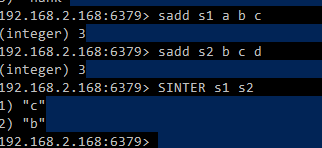 192.168.2.168:6379> sadd s1 a b c
(integer) 3
192.168.2.168:6379> sadd s2 b c d
(integer) 3
192.168.2.168:6379> SINTER s1 s2
1) "c"
2) "b"
192.168.2.168:6379>